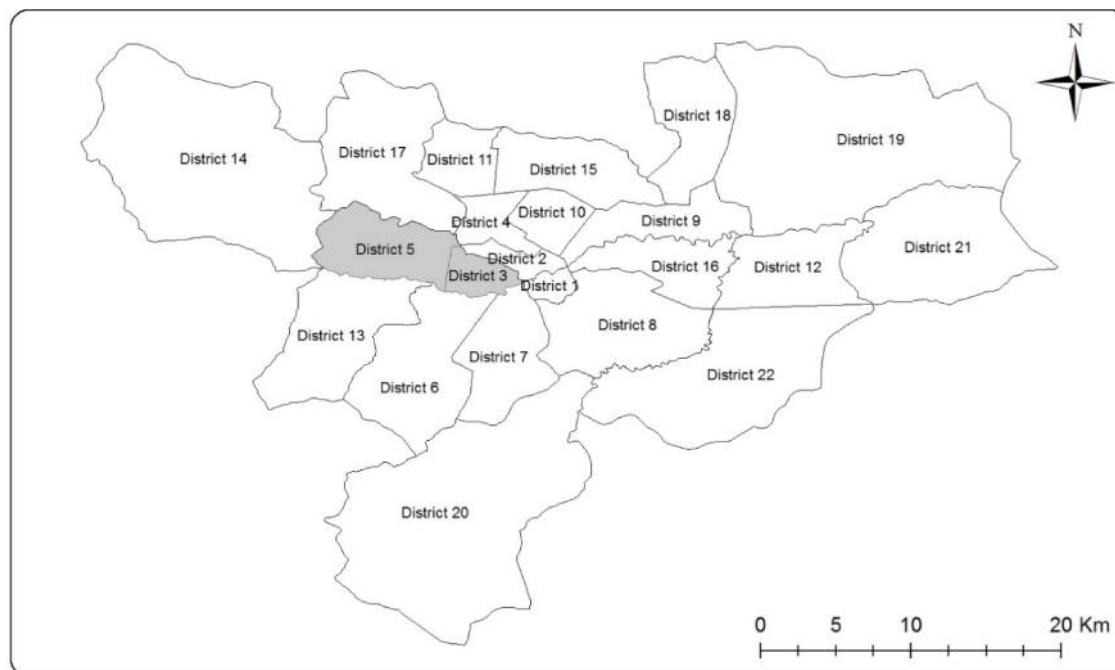 N
District 18
District 19
District 14
District 17
District 11
District 15
District 4
District 10
District 9
District 5
District 2
District 3
District 1
District 16
District 12
District 21
District 13
District 8
District 7
District 6
District 22
District 20
0 5 10 20 Km